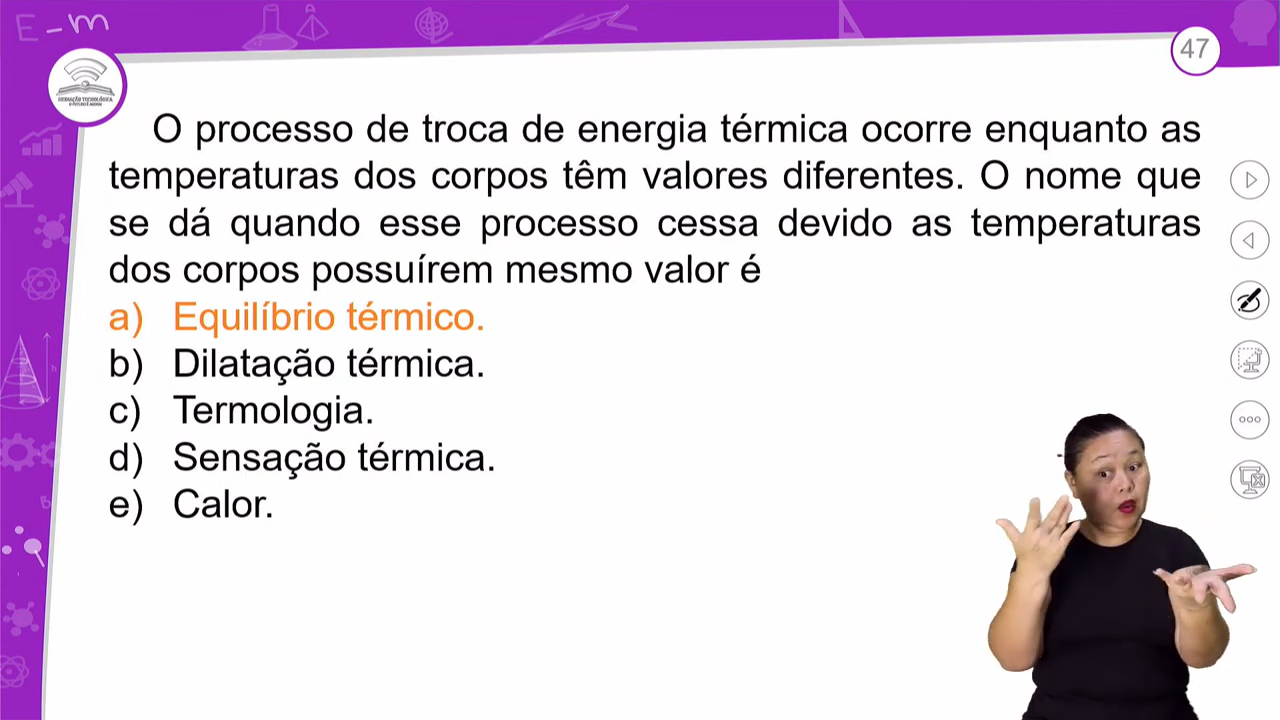 E=m
47
MEDIAÇÃO TECNOLÓGICA
O processo de troca de energia térmica ocorre enquanto as
temperaturas dos corpos têm valores diferentes. O nome que
se dá quando esse processo cessa devido as temperaturas
dos corpos possuírem mesmo valor é
a) Equilíbrio térmico.
b) Dilatação térmica.
c) Termologia.
d) Sensação térmica.
e) Calor.